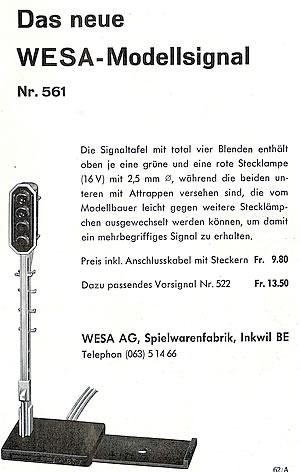 Das neue
WESA-Modellsignal
Nr. 561
Die Signaltafel mit total vier Blenden enthält
oben je eine grüne und eine rote Stecklampe
(16 V) mit 2,5 mm Ø, während die beiden un-
teren mit Attrappen versehen sind, die vom
Modellbauer leicht gegen weitere Stecklämp-
chen ausgewechselt werden können, um damit
ein mehrbegriffiges Signal zu erhalten.
Preis inkl. Anschlusskabel mit Steckern Fr. 9.80
Dazu passendes Vorsignal Nr. 522 Fr. 13.50
WESA AG, Spielwarenfabrik, Inkwil BE
Telephon (063) 5 14 66
62/A